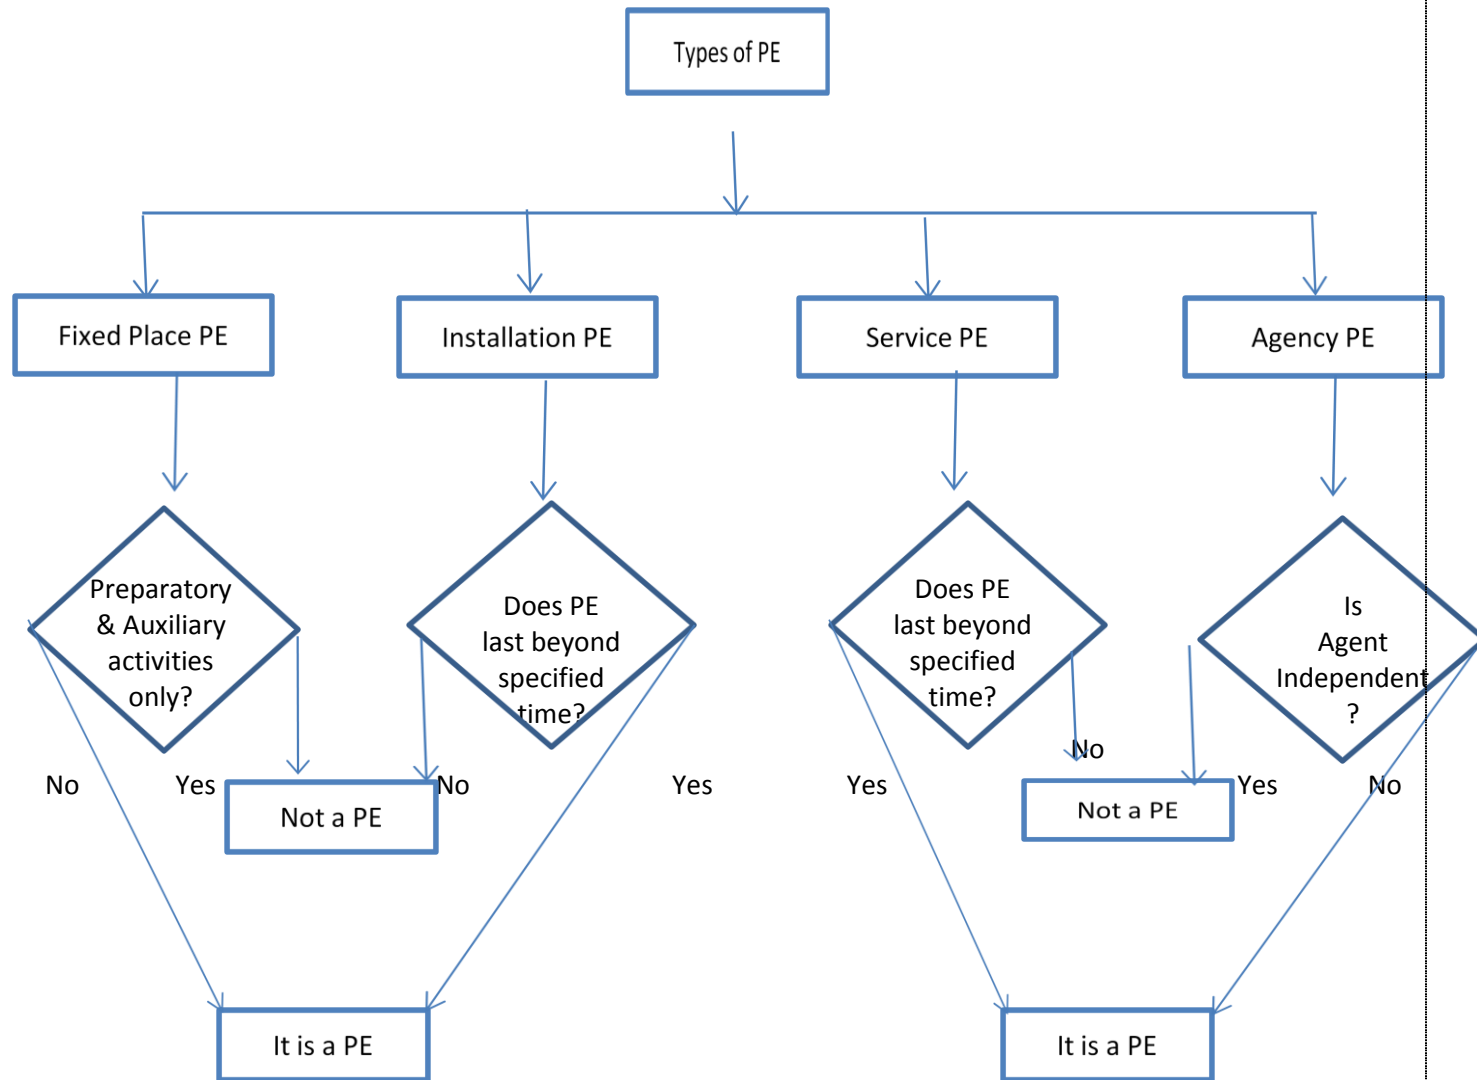 Types of PE
Fixed Place PE
Installation PE
Service PE
Agency PE
Preparatory
& Auxiliary
activities
only?
Does PE
last beyond
specified
time?
Does PE
last beyond
specified
time?
Is
Agent
Independent
?
No
Yes
No
Yes
Yes
No
Yes
No
Not a PE
Not a PE
It is a PE
It is a PE